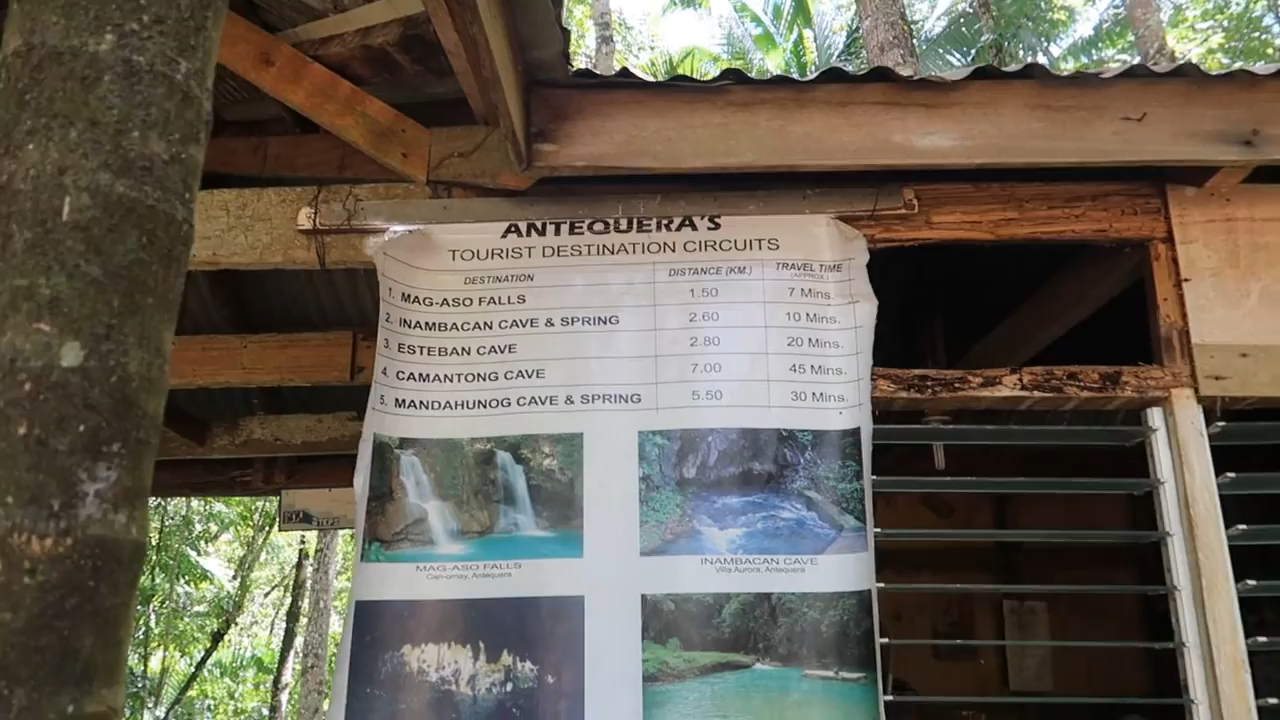 ANTEQUERA'S
TOURIST DESTINATION CIRCUITS
DESTINATION DISTANCE (KM.) TRAVEL TIME
(APPROX.)
1. MAG-ASO FALLS 1.50 7 Mins.
2. INAMBACAN CAVE & SPRING 2.60 10 Mins.
3. ESTEBAN CAVE 2.80 20 Mins.
4. CAMANTONG CAVE 7.00 45 Mins.
5. MANDAHUNOG CAVE & SPRING 5.50 30 Mins.
MAG-ASO FALLS
Can-omay, Antequera
INAMBACAN CAVE
Villa Aurora, Antequera
STEPS